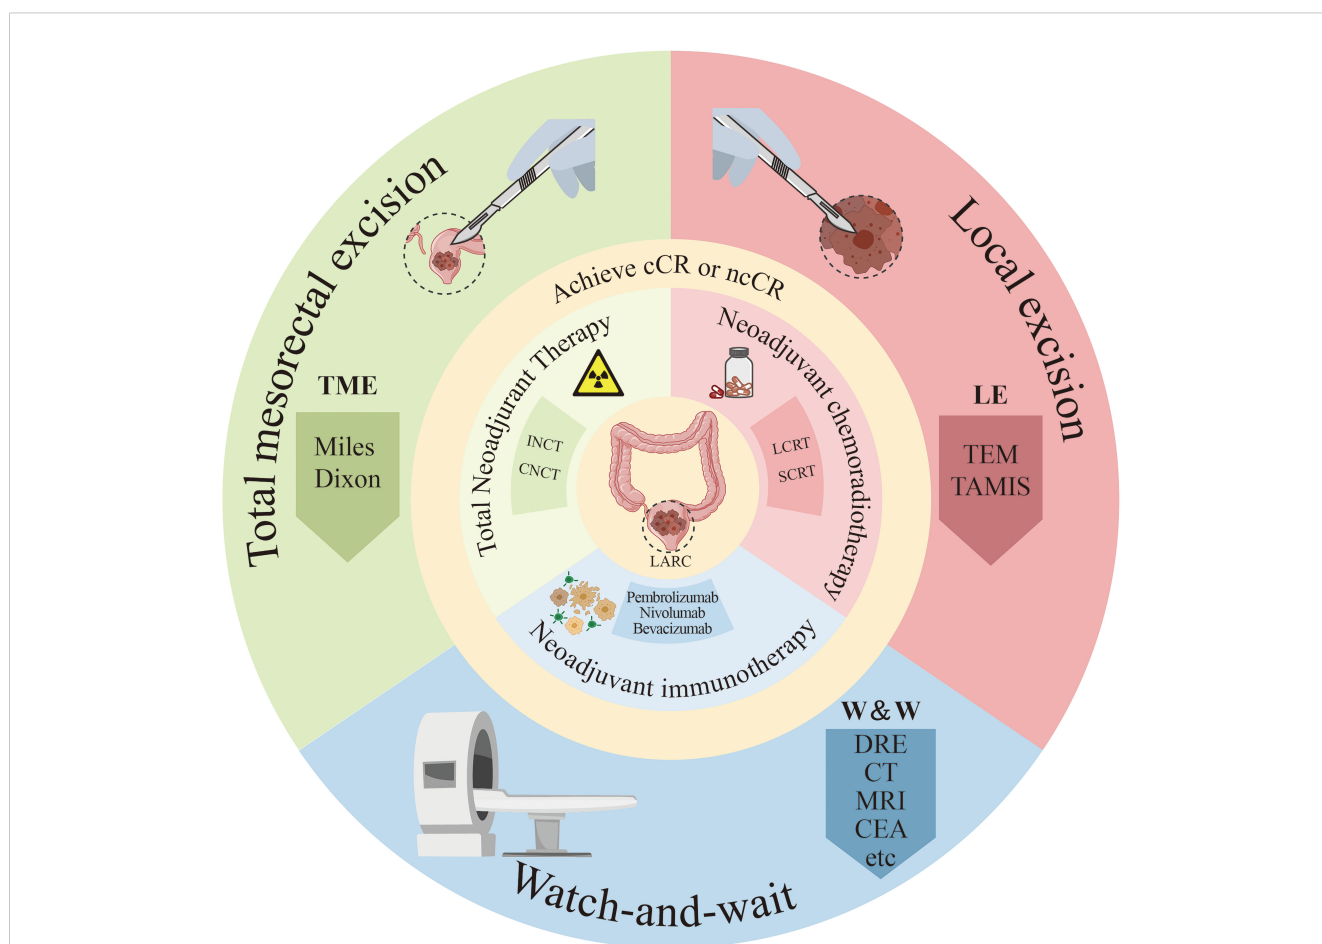 Total mesorectal excision
TME
Miles
Dixon
Local excision
LE
TEM
TAMIS
Achieve cCR or ncCR
Total Neoadjurant Therapy
INCT
CNCT
Neoadjuvant chemoradiotherapy
LCRT
SCRT
LARC
Pembrolizumab
Nivolumab
Bevacizumab
Neoadjuvant immunotherapy
W&W
DRE
CT
MRI
CEA
etc
Watch-and-wait